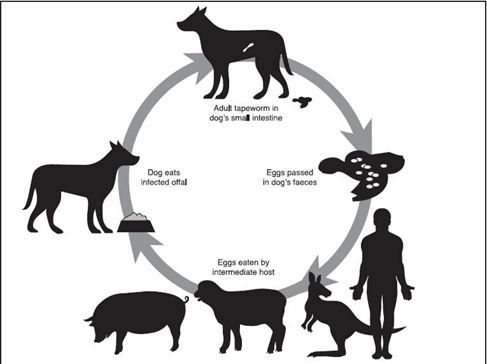 Adult tapeworm in
dog's small intestine
Eggs passed
in dog's faeces
Eggs eaten by
intermediate host
Dog eats
infected offal